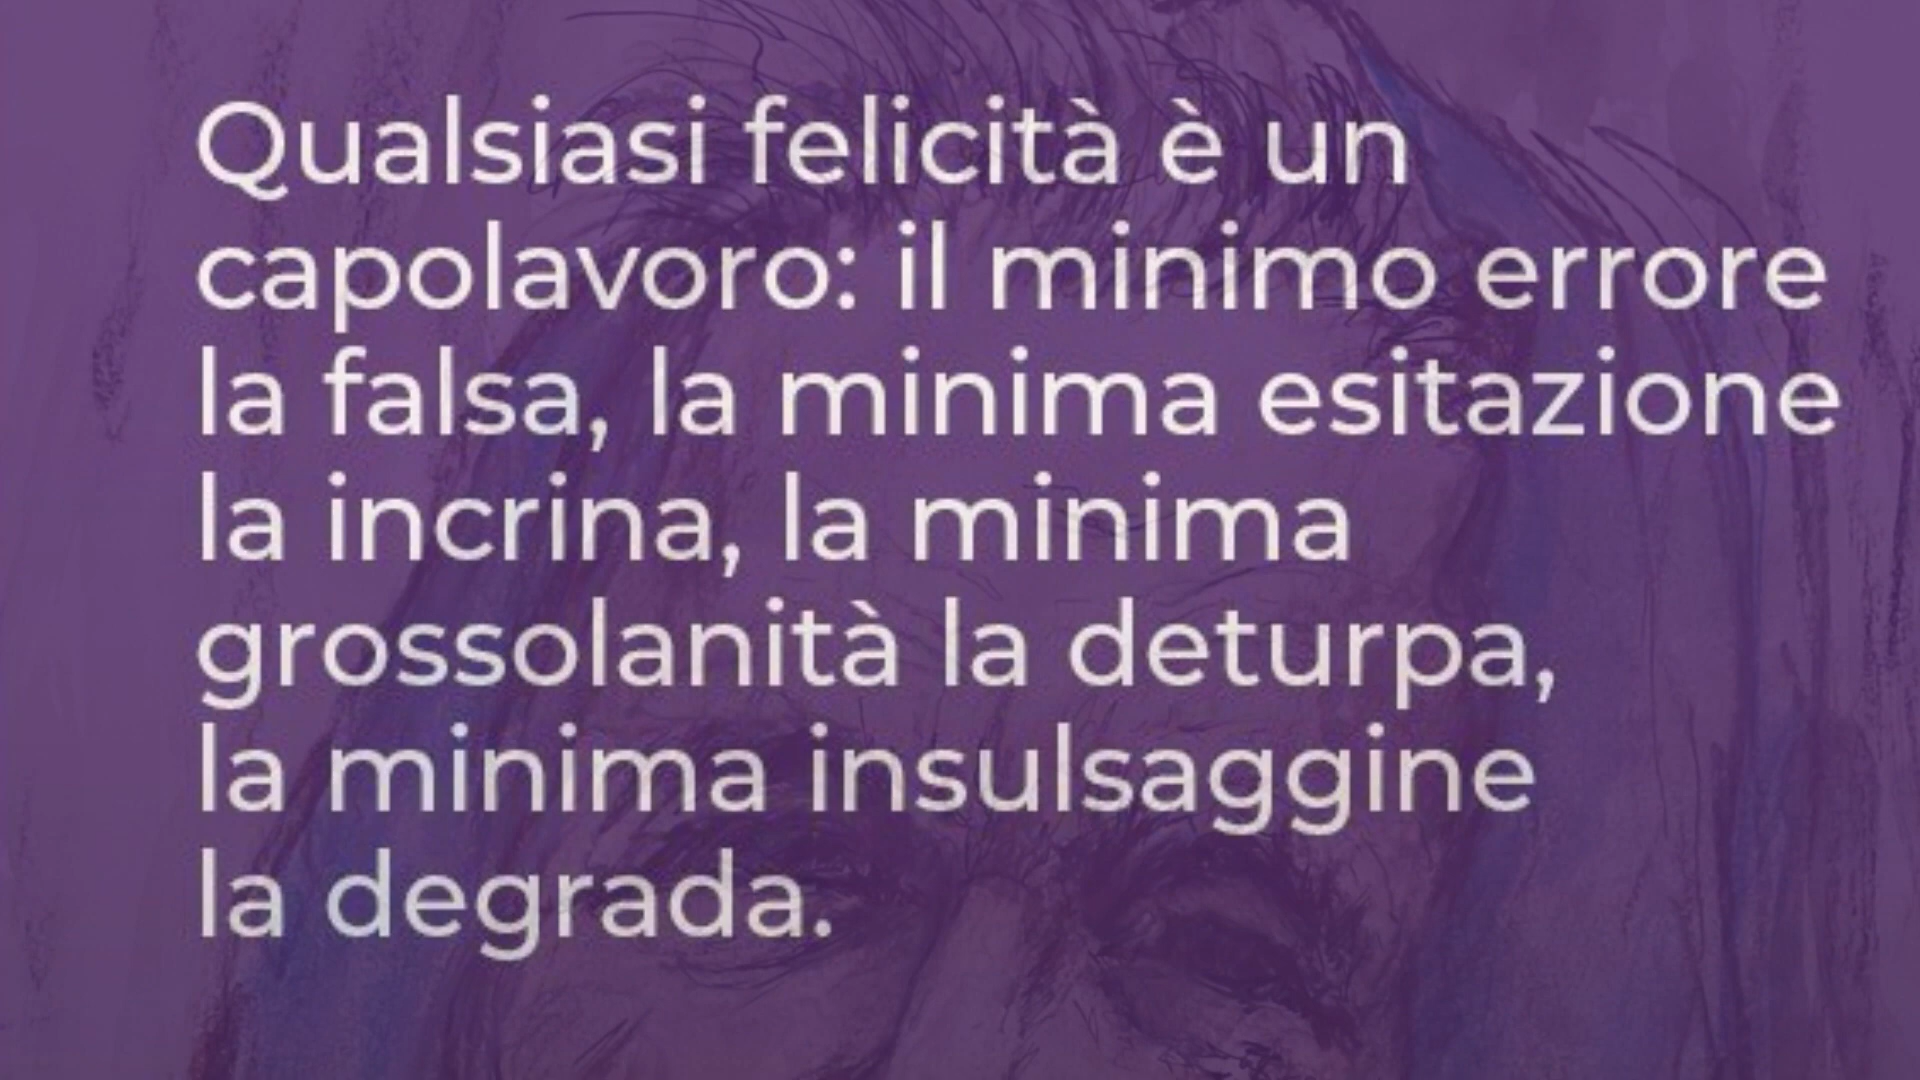 Qualsiasi felicità è un
capolavoro: il minimo errore
la falsa, la minima esitazione
la incrina, la minima
grossolanità la deturpa,
la minima insulsaggine
la degrada.